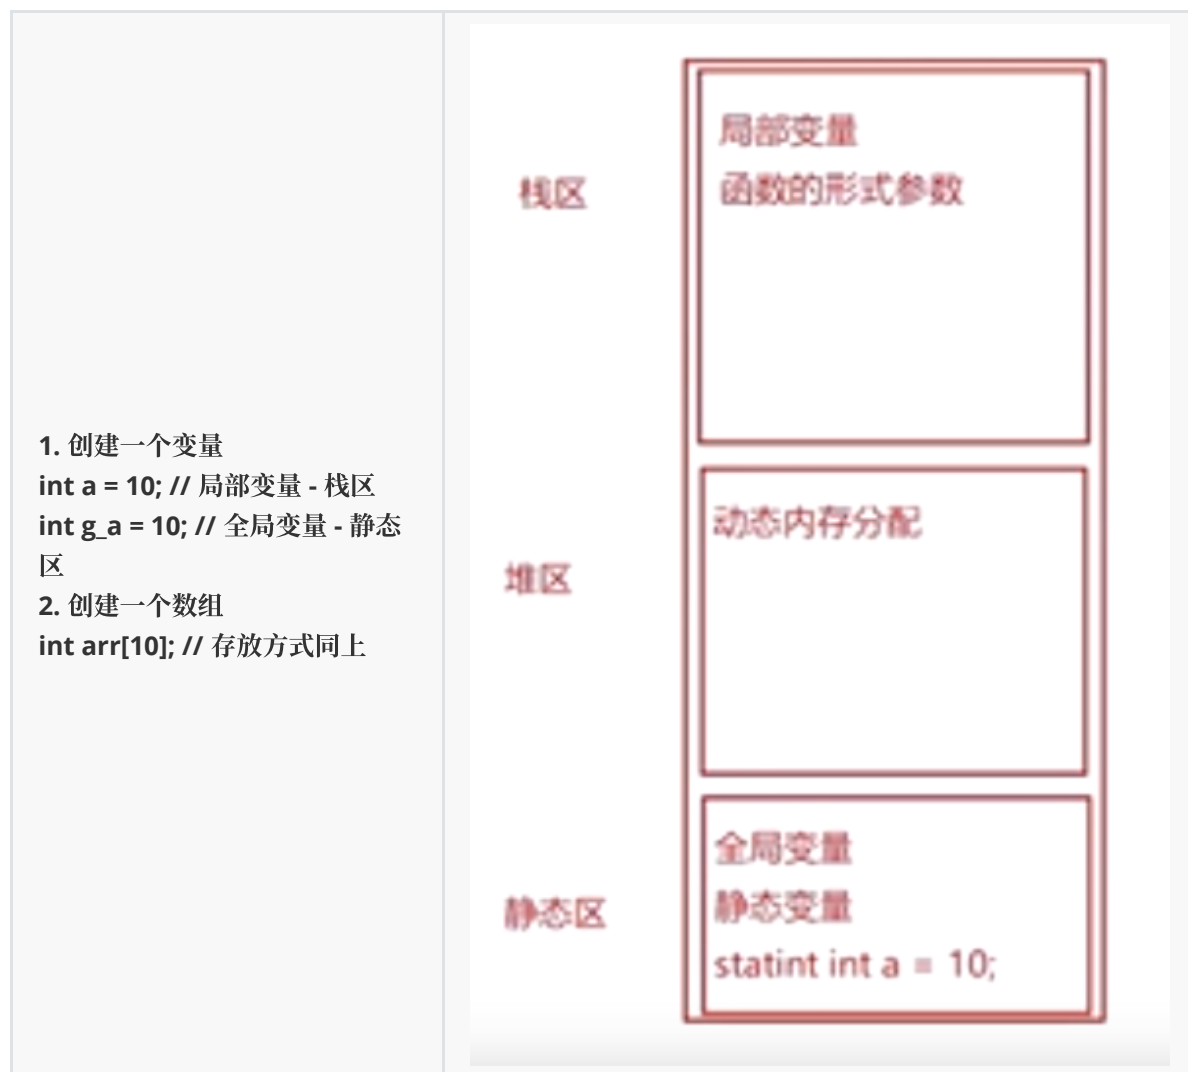 1. 创建一个变量
int a = 10; // 局部变量 - 栈区
int g_a = 10; // 全局变量 - 静态
区
2. 创建一个数组
int arr[10]; // 存放方式同上
栈区
局部变量
函数的形式参数
堆区
动态内存分配
静态区
全局变量
静态变量
statint int a = 10;